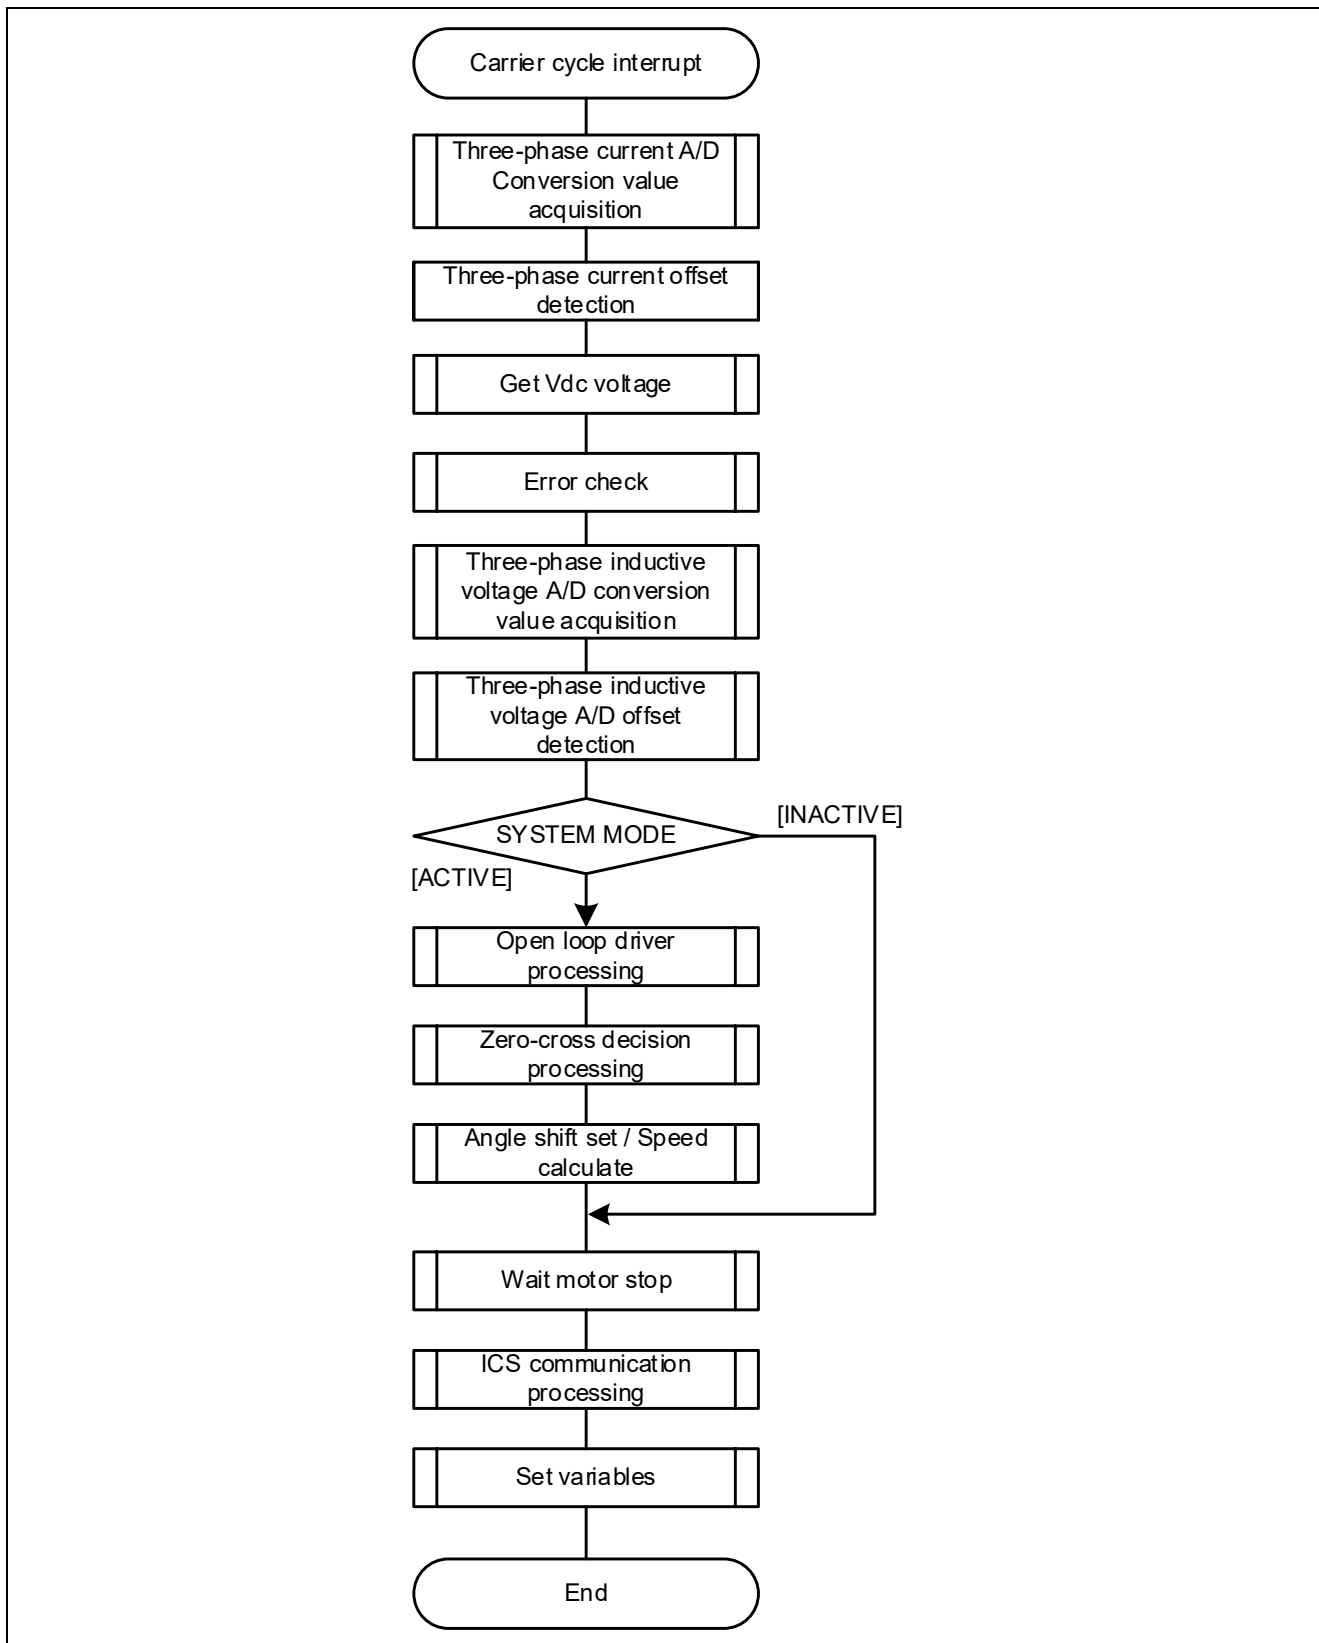 Carrier cycle interrupt
Three-phase current A/D
Conversion value
acquisition
Three-phase current offset
detection
Get Vdc voltage
Error check
Three-phase inductive
voltage A/D conversion
value acquisition
Three-phase inductive
voltage A/D offset
detection
SYSTEM MODE
[INACTIVE]
[ACTIVE]
Open loop driver
processing
Zero-cross decision
processing
Angle shift set / Speed
calculate
Wait motor stop
ICS communication
processing
Set variables
End